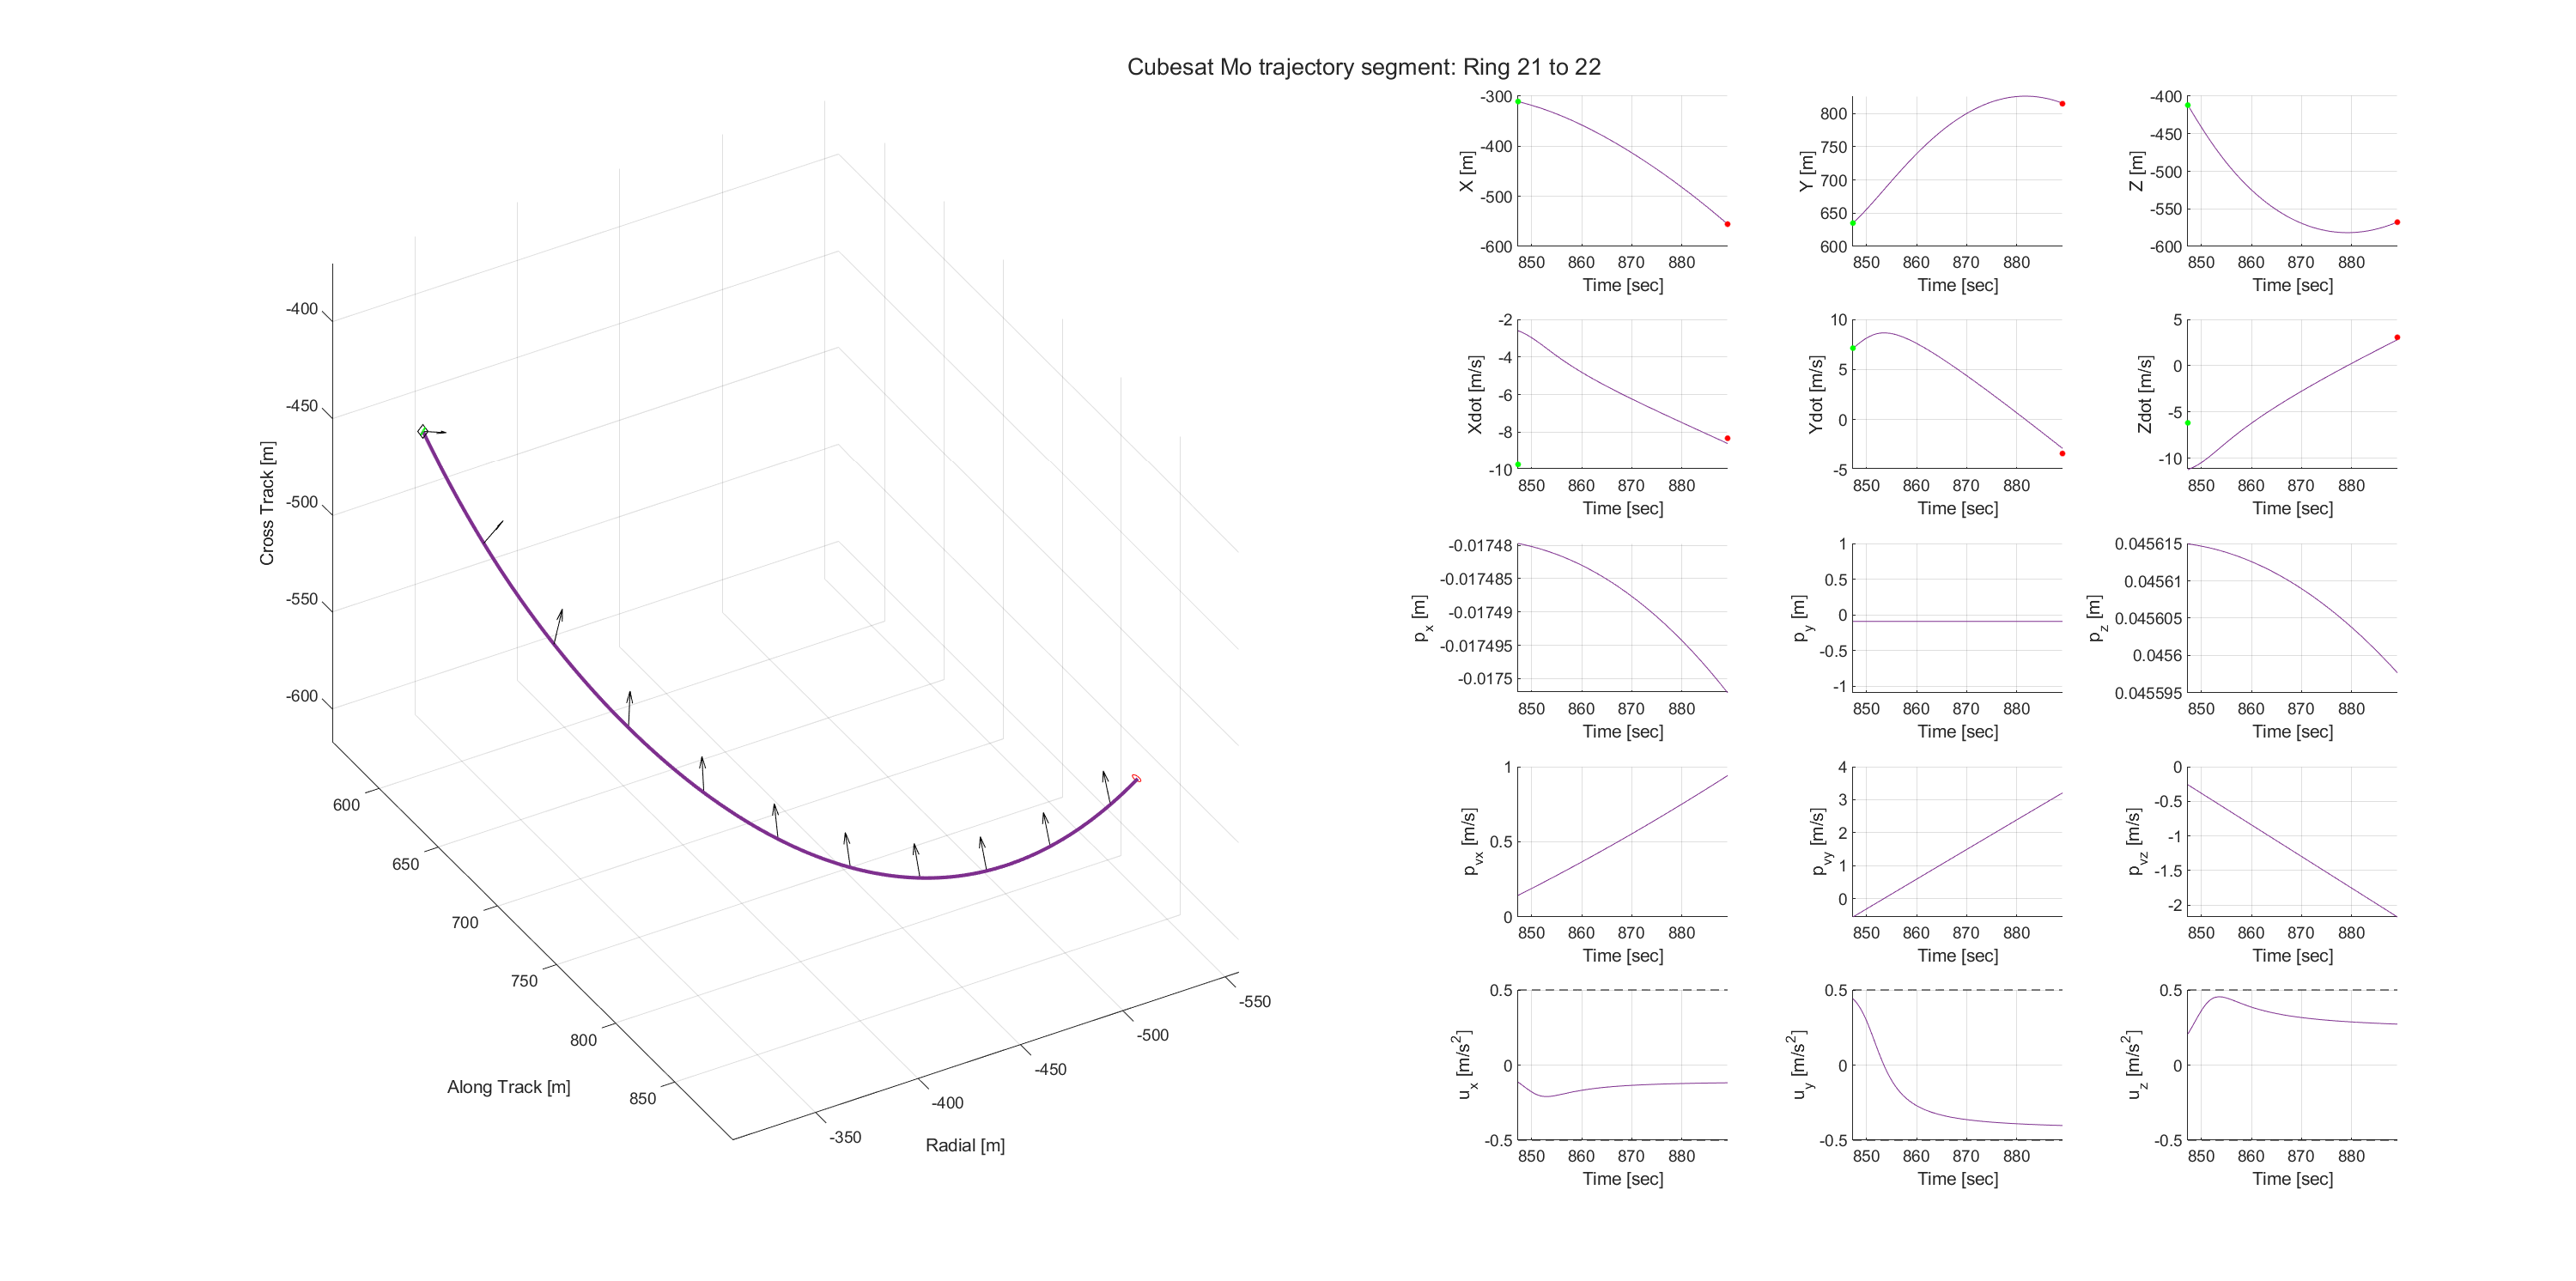 Cubesat Mo trajectory segment: Ring 21 to 22
-400
-450
-500
-550
-600
Cross Track [m]
600
650
700
750
800
850
Along Track [m]
-350
-400
-450
-500
-550
Radial [m]
-300
-400
-500
-600
X [m]
850 860 870 880
Time [sec]
800
750
700
650
600
Y [m]
850 860 870 880
Time [sec]
-400
-450
-500
-550
-600
Z [m]
850 860 870 880
Time [sec]
-2
-4
-6
-8
-10
Xdot [m/s]
850 860 870 880
Time [sec]
10
5
0
-5
Ydot [m/s]
850 860 870 880
Time [sec]
5
0
-5
-10
Zdot [m/s]
850 860 870 880
Time [sec]
-0.01748
-0.017485
-0.01749
-0.017495
-0.0175
p_x [m]
850 860 870 880
Time [sec]
1
0.5
0
-0.5
-1
p_y [m]
850 860 870 880
Time [sec]
0.045615
0.04561
0.045605
0.0456
0.045595
p_z [m]
850 860 870 880
Time [sec]
1
0.5
0
p_vx [m/s]
850 860 870 880
Time [sec]
4
3
2
1
0
p_vy [m/s]
850 860 870 880
Time [sec]
0
-0.5
-1
-1.5
-2
p_vz [m/s]
850 860 870 880
Time [sec]
0.5
0
-0.5
u_x [m/s^2]
850 860 870 880
Time [sec]
0.5
0
-0.5
u_y [m/s^2]
850 860 870 880
Time [sec]
0.5
0
-0.5
u_z [m/s^2]
850 860 870 880
Time [sec]